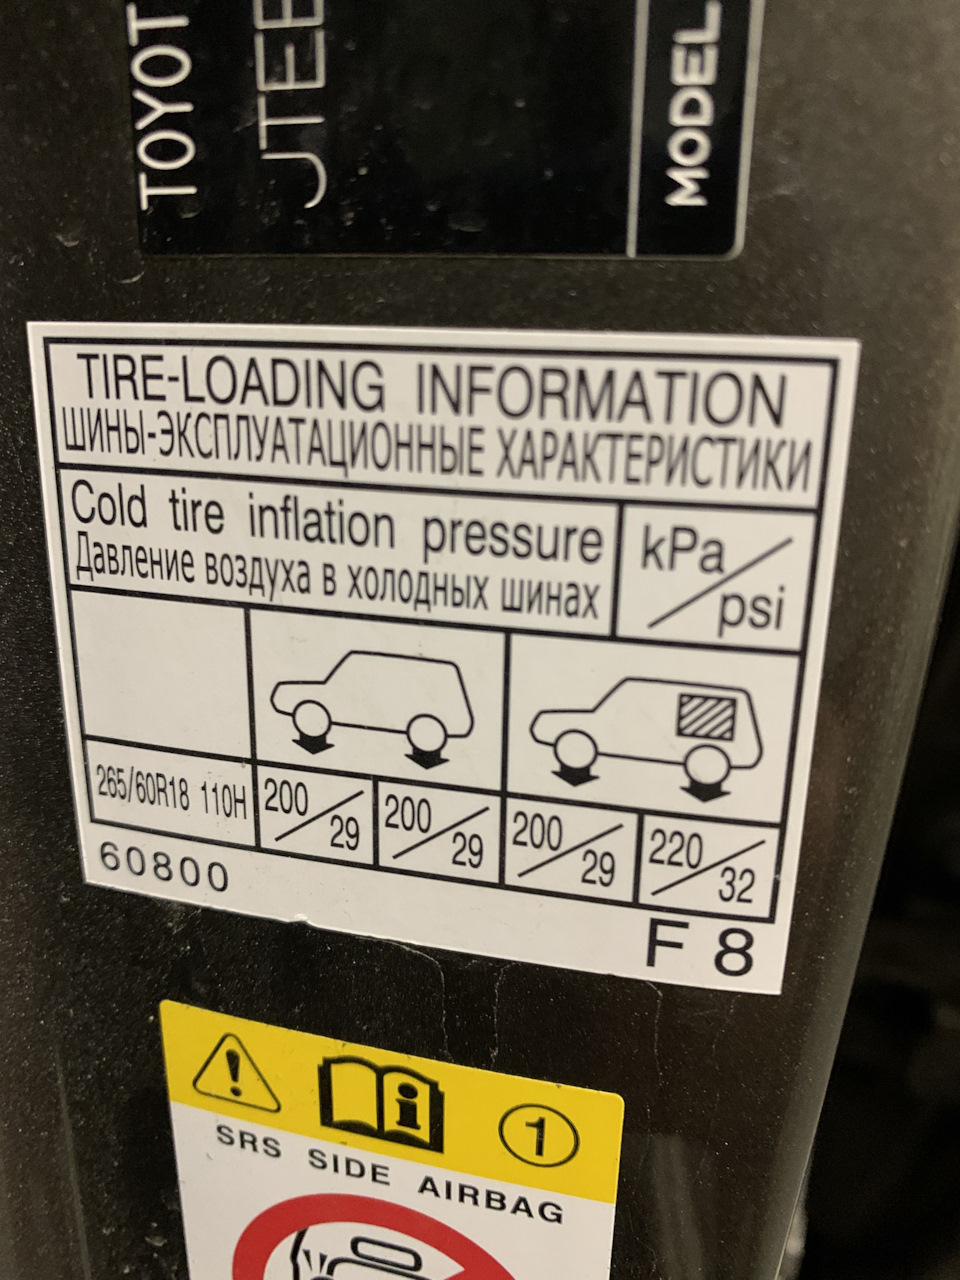 TOYOT
JTEE
MODEL
TIRE-LOADING INFORMATION
ШИНЫ-ЭКСПЛУАТАЦИОННЫЕ ХАРАКТЕРИСТИКИ
Cold tire inflation pressure
Давление воздуха в холодных шинах
kPa/psi
265/60R18 110H 200/29 200/29 200/29 220/32
60800
F 8
1
SRS SIDE AIRBAG